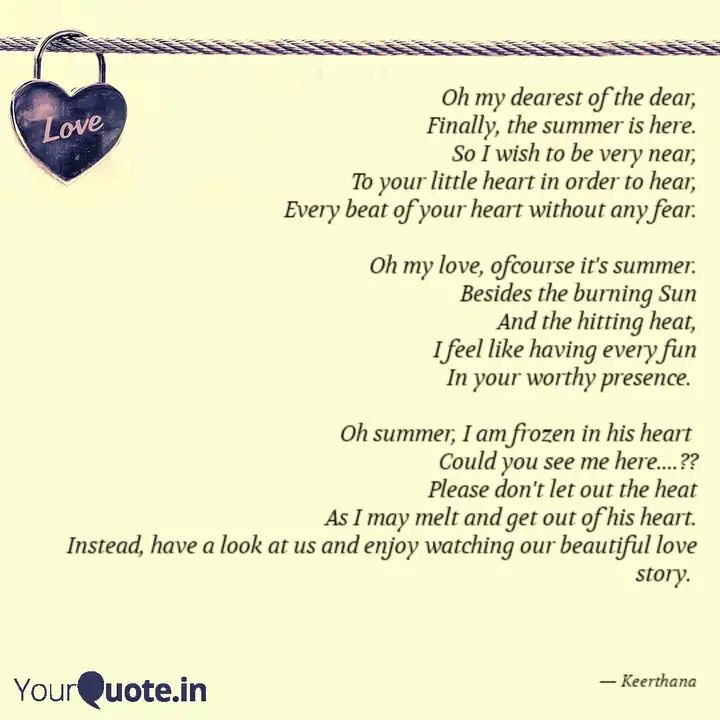 Love
Oh my dearest of the dear,
Finally, the summer is here.
So I wish to be very near,
To your little heart in order to hear,
Every beat of your heart without any fear.
Oh my love, ofcourse it's summer.
Besides the burning Sun
And the hitting heat,
I feel like having every fun
In your worthy presence.
Oh summer, I am frozen in his heart
Could you see me here....??
Please don't let out the heat
As I may melt and get out of his heart.
Instead, have a look at us and enjoy watching our beautiful love
story.
— Keerthana
YourQuote.in